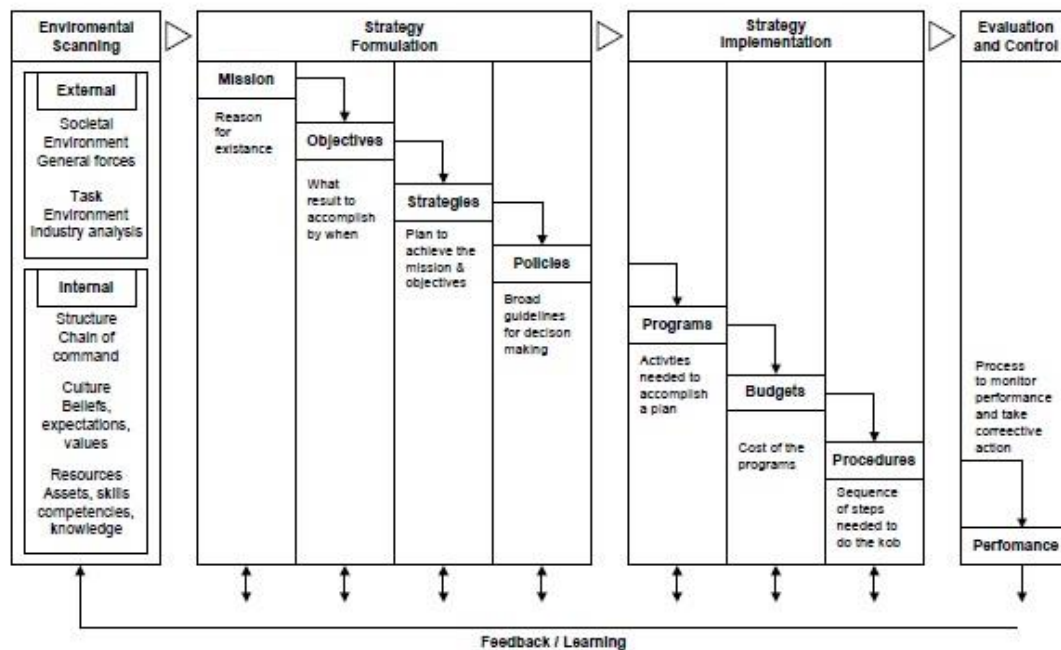 Enviromental
Scanning
Strategy
Formulation
Strategy
Implementation
Evaluation
and Control
External
Societal
Environment
General forces
Task
Environment
Industry analysis
Internal
Structure
Chain of
command
Culture
Beliefs,
expectations,
values
Resources
Assets, skills
competencies,
knowledge
Mission
Reason
for
existance
Objectives
What
result to
accomplish
by when
Strategies
Plan to
achieve the
mission &
objectives
Policies
Broad
guidelines
for decison
making
Programs
Activties
needed to
accomplish
a plan
Budgets
Cost of the
programs
Procedures
Sequence
of steps
needed to
do the kob
Process
to monitor
performance
and take
correective
action
Perfomance
Feedback / Learning